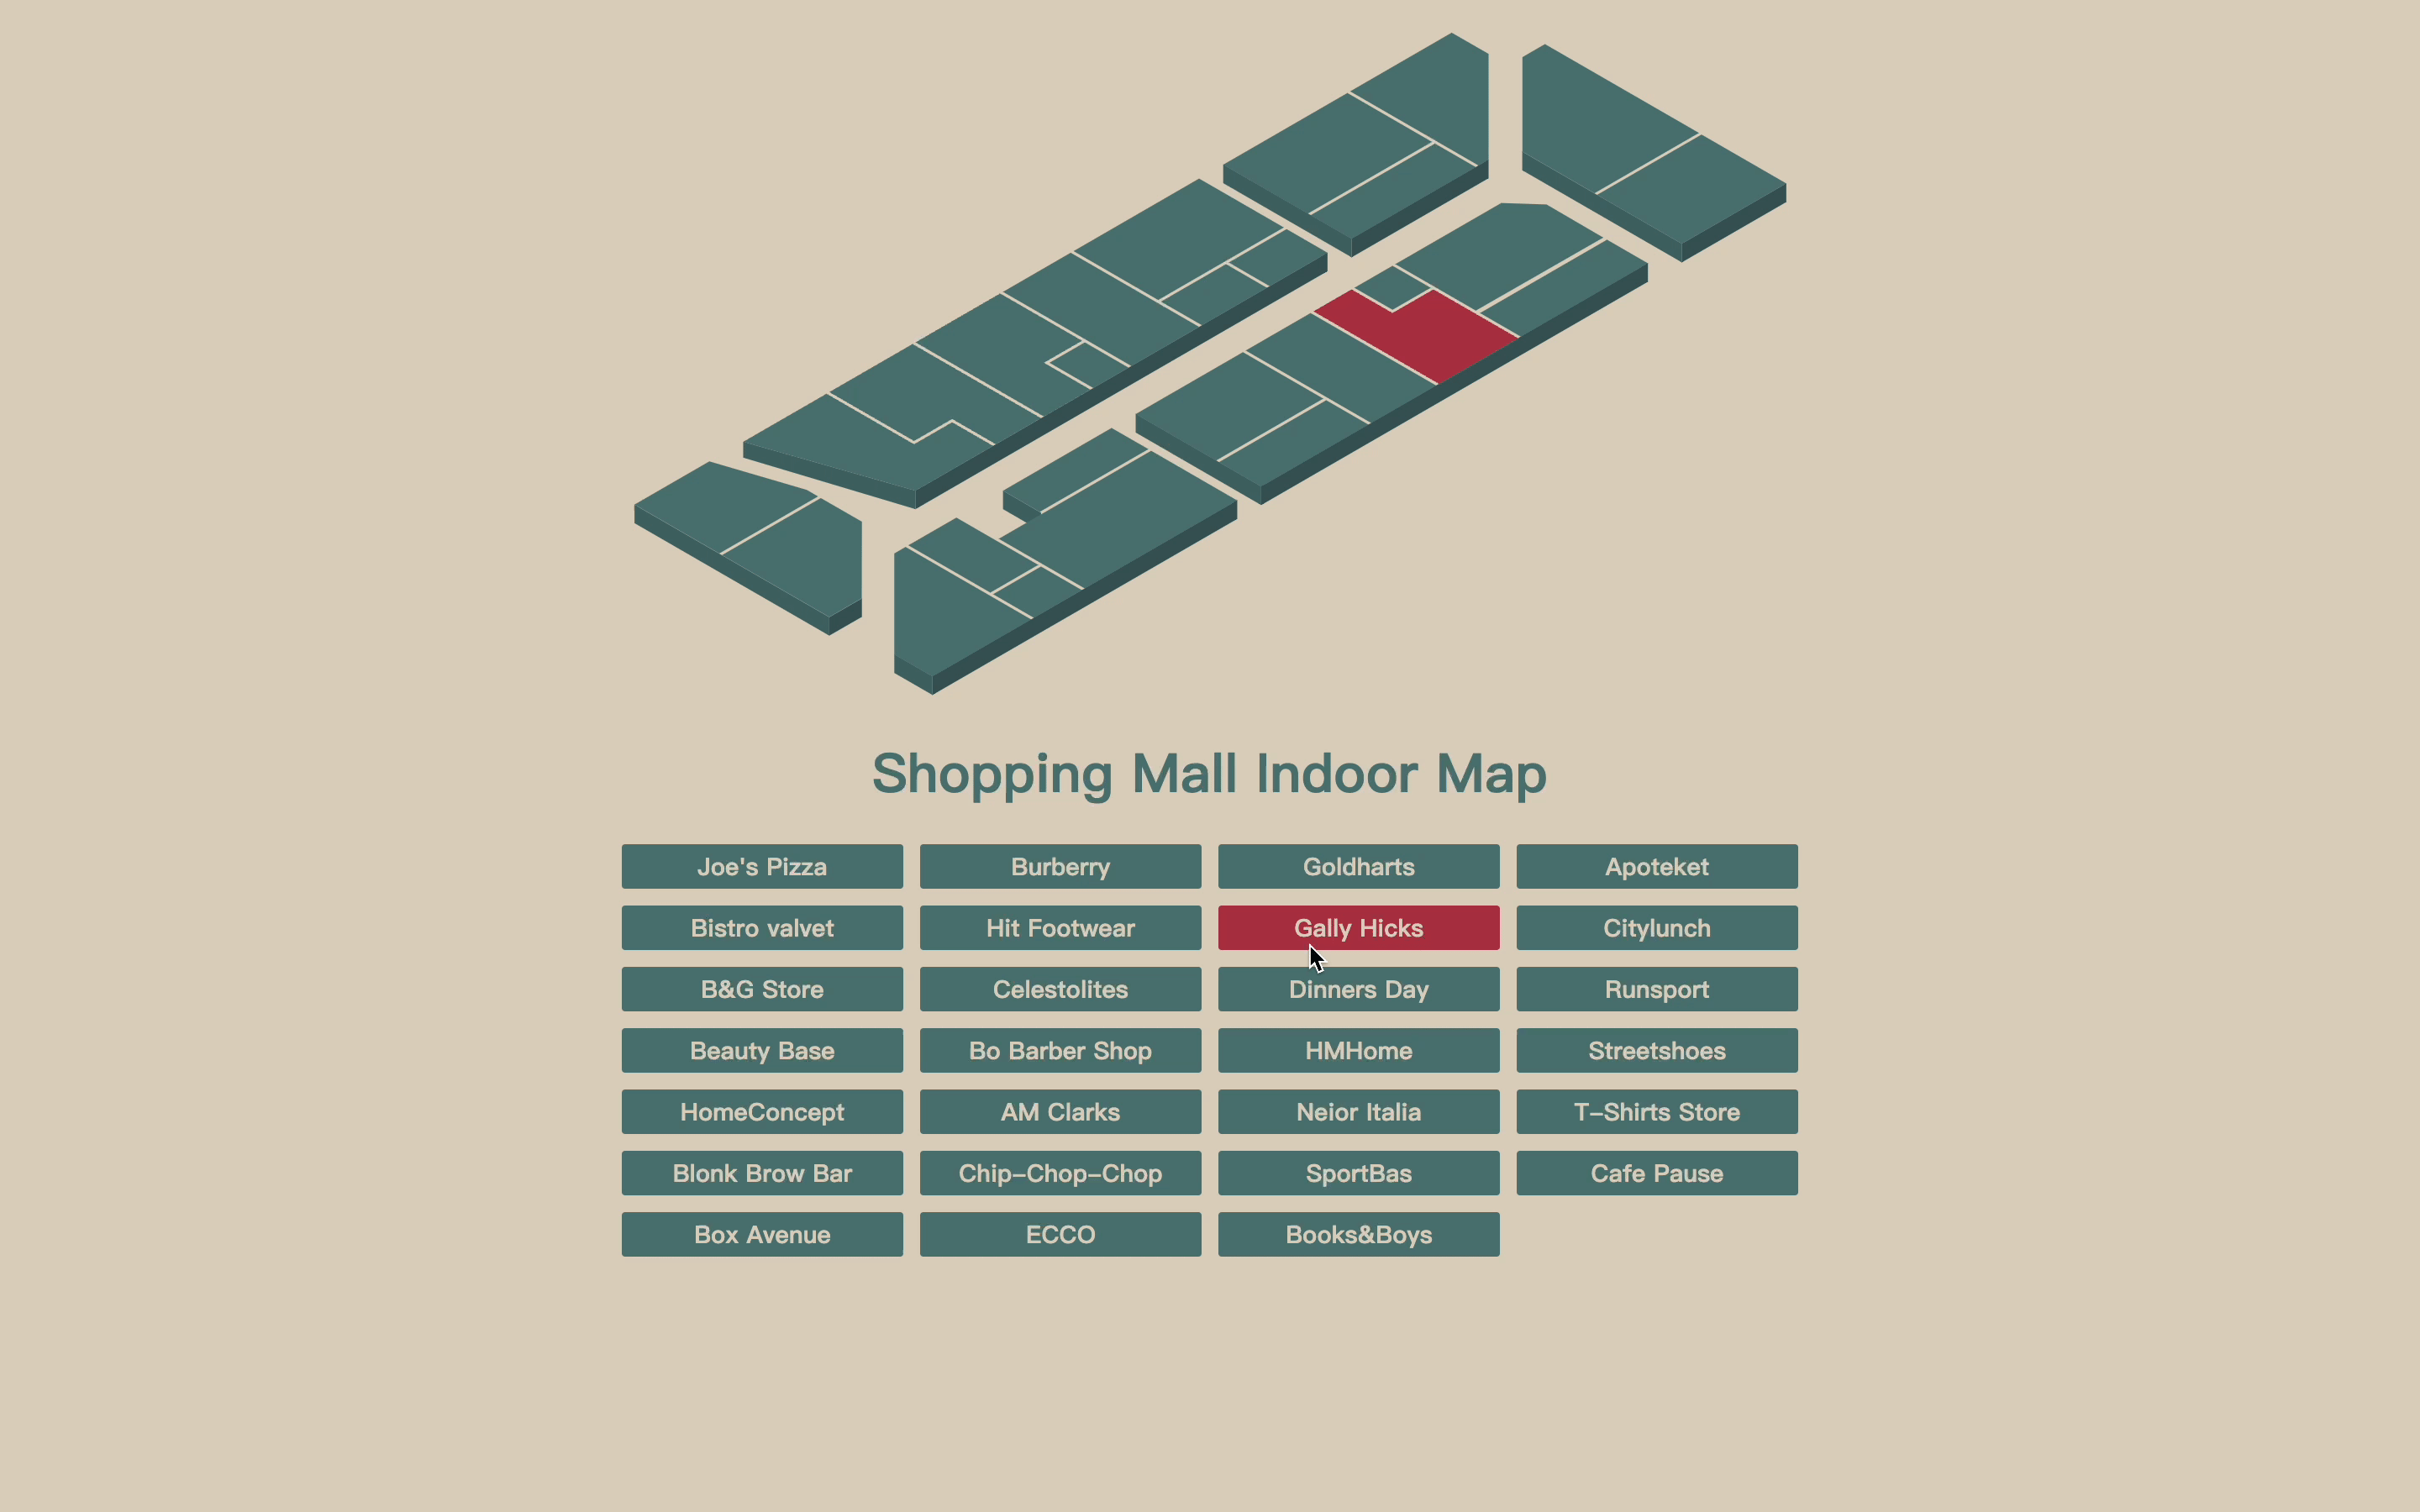 Shopping Mall Indoor Map
Joe's Pizza Burberry Goldharts Apoteket
Bistro valvet Hit Footwear Gally Hicks Citylunch
B&G Store Celestolites Dinners Day Runsport
Beauty Base Bo Barber Shop HMHome Streetshoes
HomeConcept AM Clarks Neior Italia T-Shirts Store
Blonk Brow Bar Chip-Chop-Chop SportBas Cafe Pause
Box Avenue ECCO Books&Boys